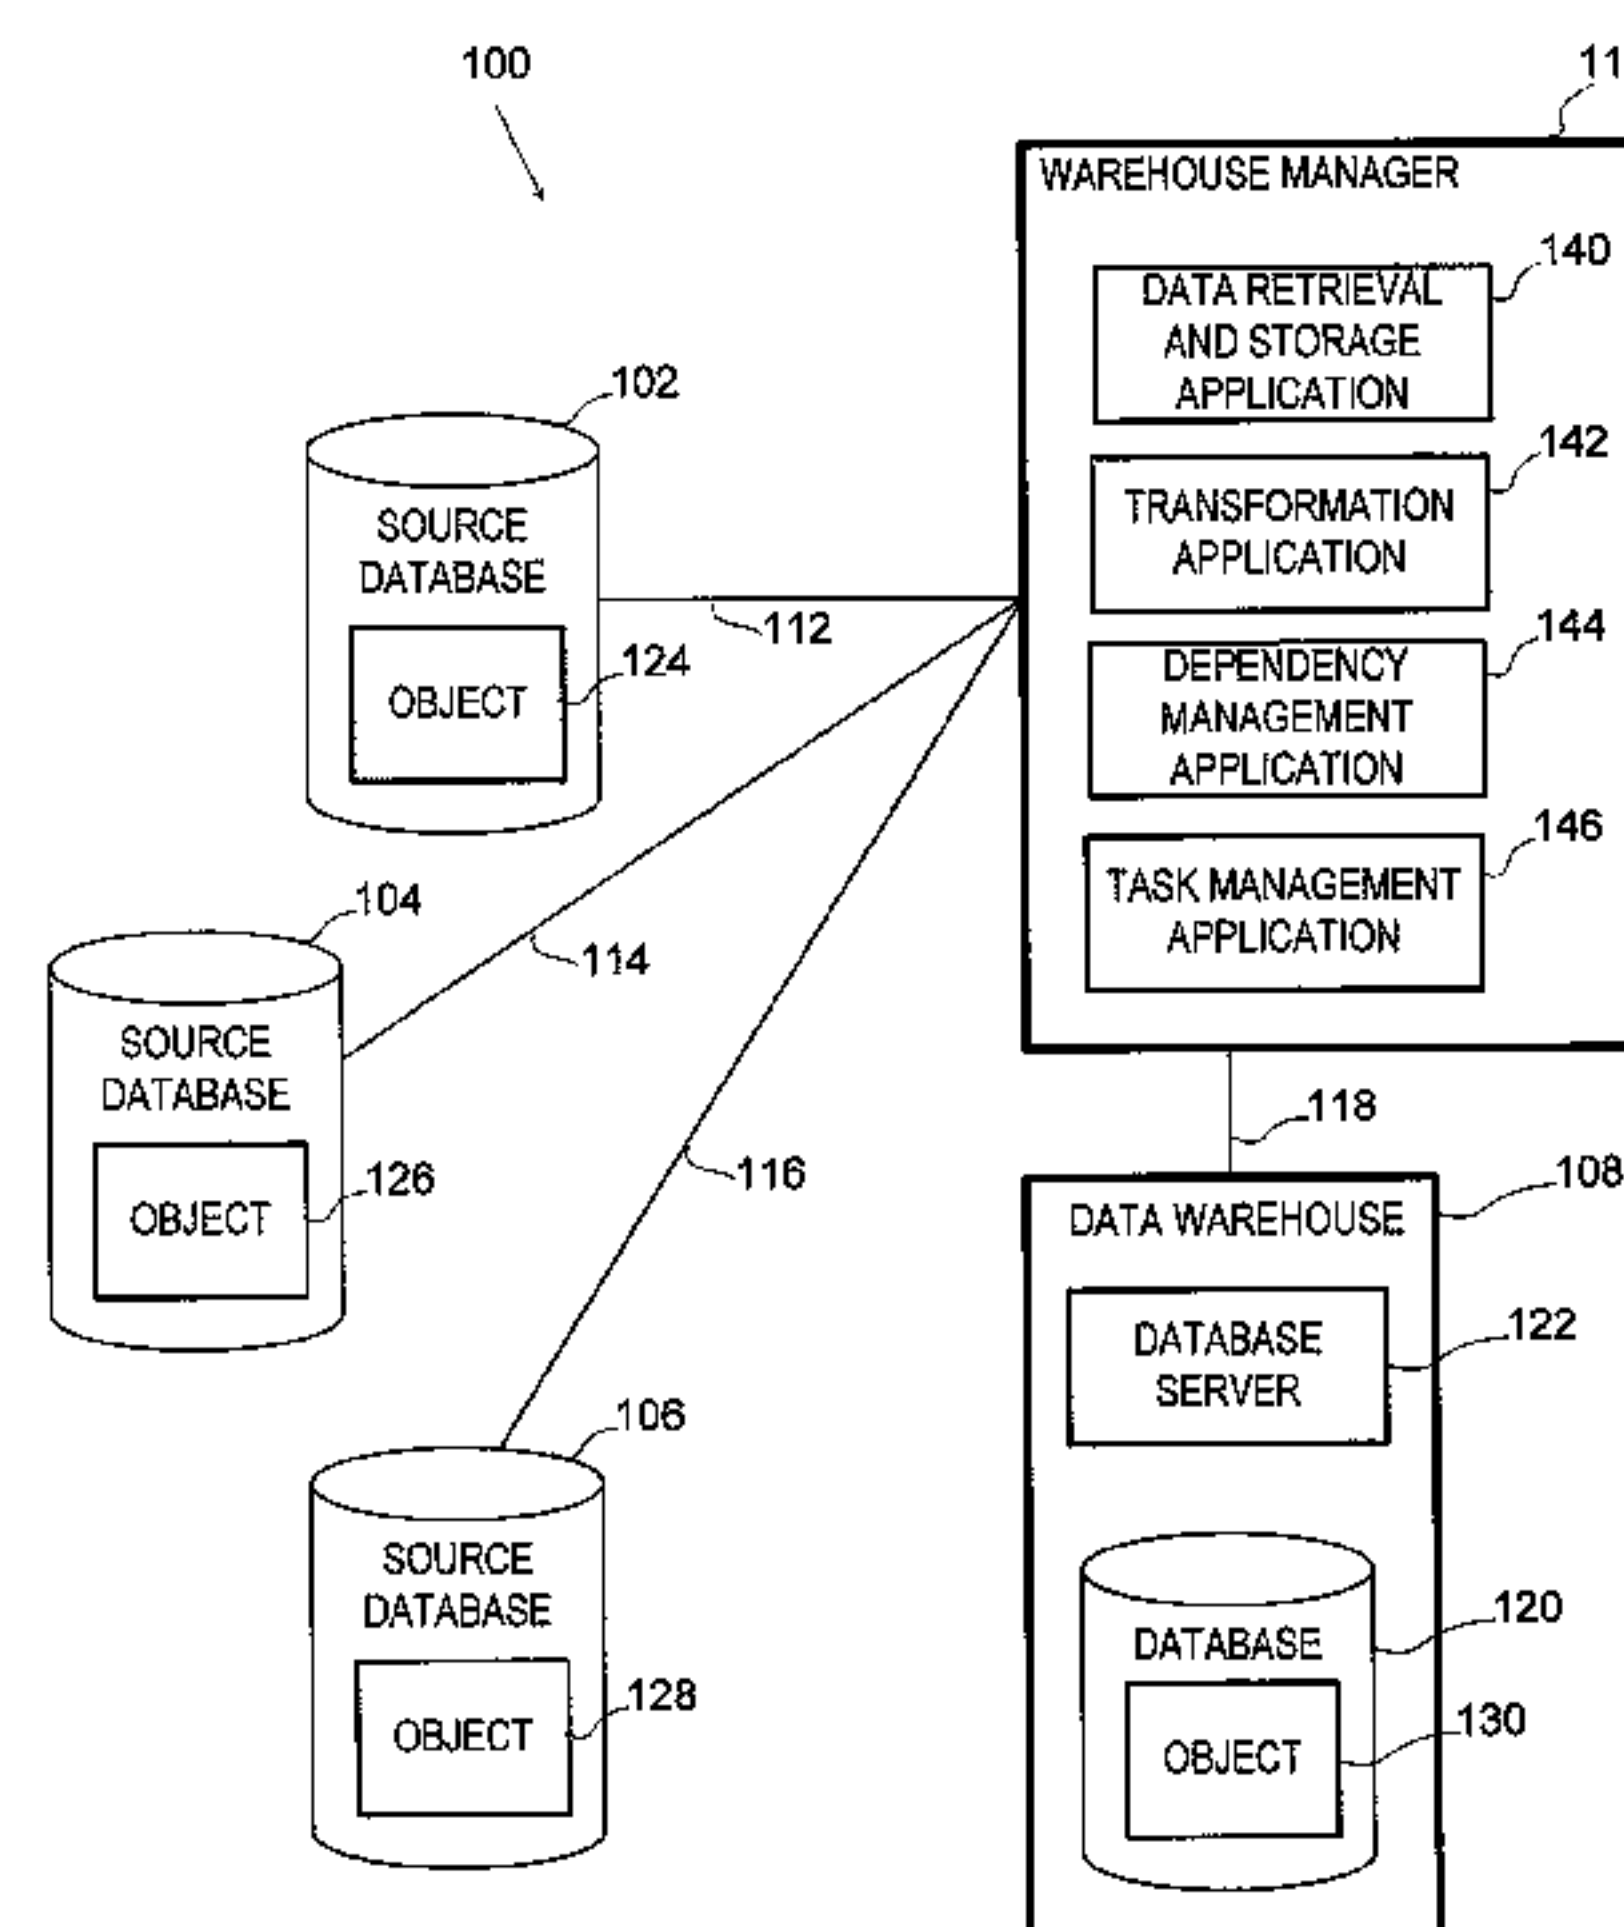 100
11
WAREHOUSE MANAGER
140
DATA RETRIEVAL
AND STORAGE
APPLICATION
142
TRANSFORMATION
APPLICATION
144
DEPENDENCY
MANAGEMENT
APPLICATION
146
TASK MANAGEMENT
APPLICATION
102
SOURCE
DATABASE
OBJECT
124
112
104
SOURCE
DATABASE
OBJECT
126
114
116
106
SOURCE
DATABASE
OBJECT
128
118
108
DATA WAREHOUSE
DATABASE
SERVER
122
DATABASE
120
OBJECT
130